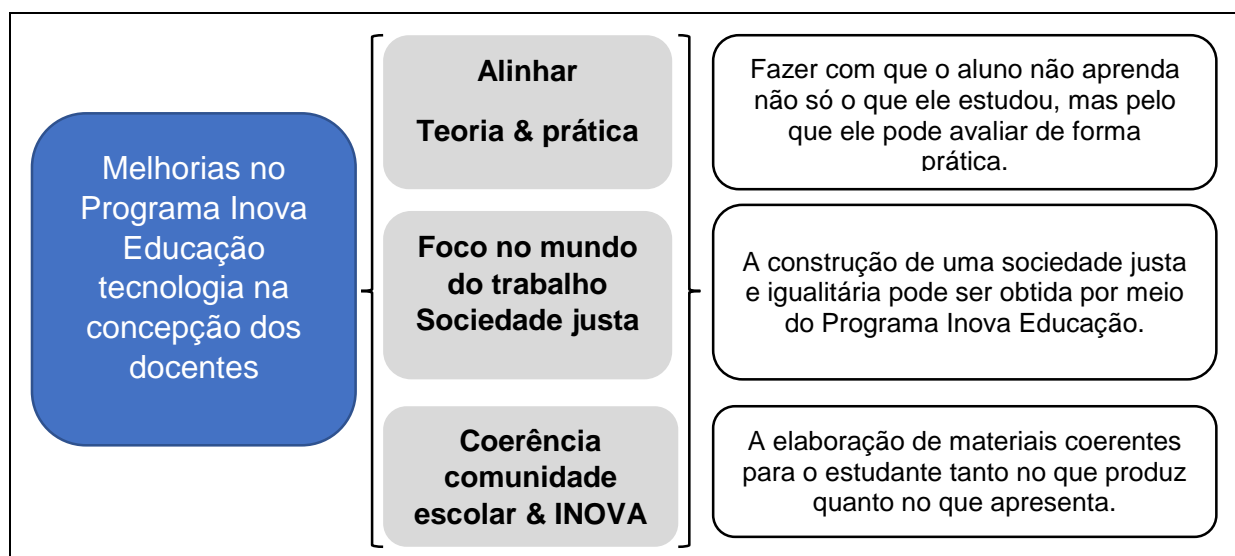 Melhorias no
Programa Inova
Educação
tecnologia na
concepção dos
docentes
Alinhar
Teoria & prática
Fazer com que o aluno não aprenda
não só o que ele estudou, mas pelo
que ele pode avaliar de forma
prática.
Foco no mundo
do trabalho
Sociedade justa
A construção de uma sociedade justa
e igualitária pode ser obtida por meio
do Programa Inova Educação.
Coerência
comunidade
escolar & INOVA
A elaboração de materiais coerentes
para o estudante tanto no que produz
quanto no que apresenta.